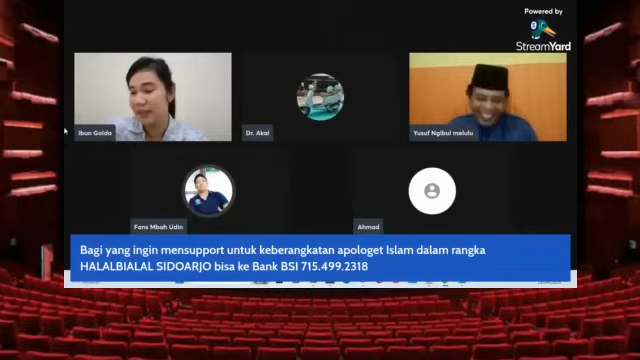 Powered by
StreamYard
Ibun Golda
Dr. Akal
Yusuf Ngibul melulu
Fans Mbah Udin
Ahmad
Bagi yang ingin mensupport untuk keberangkatan apologet Islam dalam rangka
HALALBIALAL SIDOARJO bisa ke Bank BSI 715.499.2318